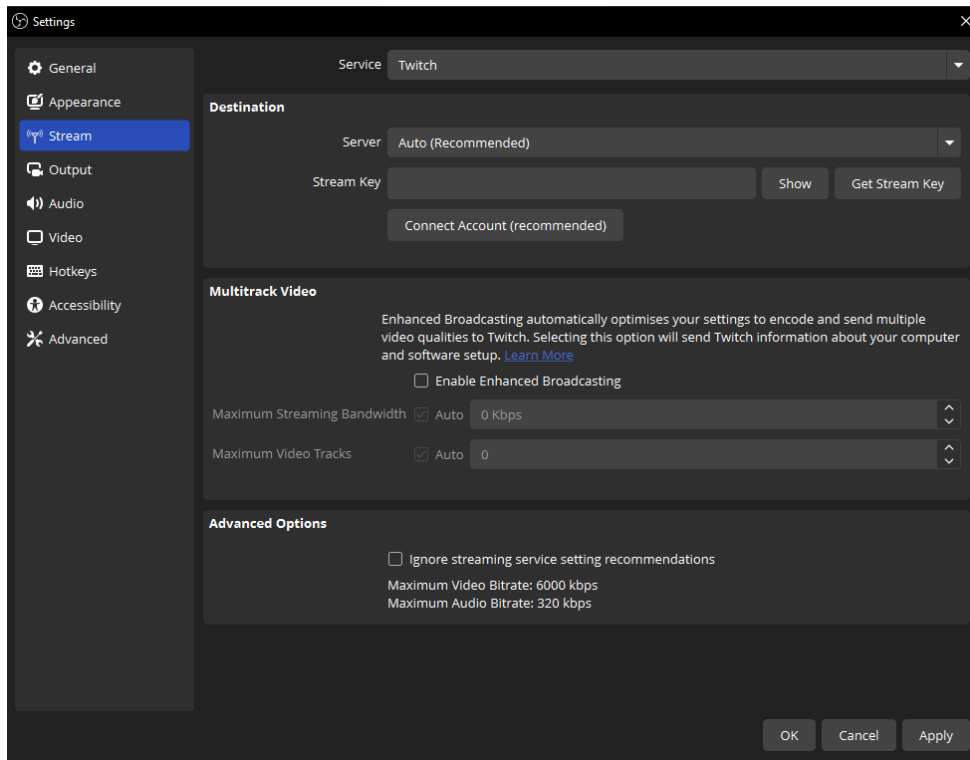 Settings
General
Appearance
Stream
Output
Audio
Video
Hotkeys
Accessibility
Advanced
Service Twitch
Destination
Server Auto (Recommended)
Stream Key Show Get Stream Key
Connect Account (recommended)
Multitrack Video
Enhanced Broadcasting automatically optimises your settings to encode and send multiple
video qualities to Twitch. Selecting this option will send Twitch information about your computer
and software setup. Learn More
Enable Enhanced Broadcasting
Maximum Streaming Bandwidth Auto 0 Kbps
Maximum Video Tracks Auto 0
Advanced Options
Ignore streaming service setting recommendations
Maximum Video Bitrate: 6000 kbps
Maximum Audio Bitrate: 320 kbps
OK Cancel Apply